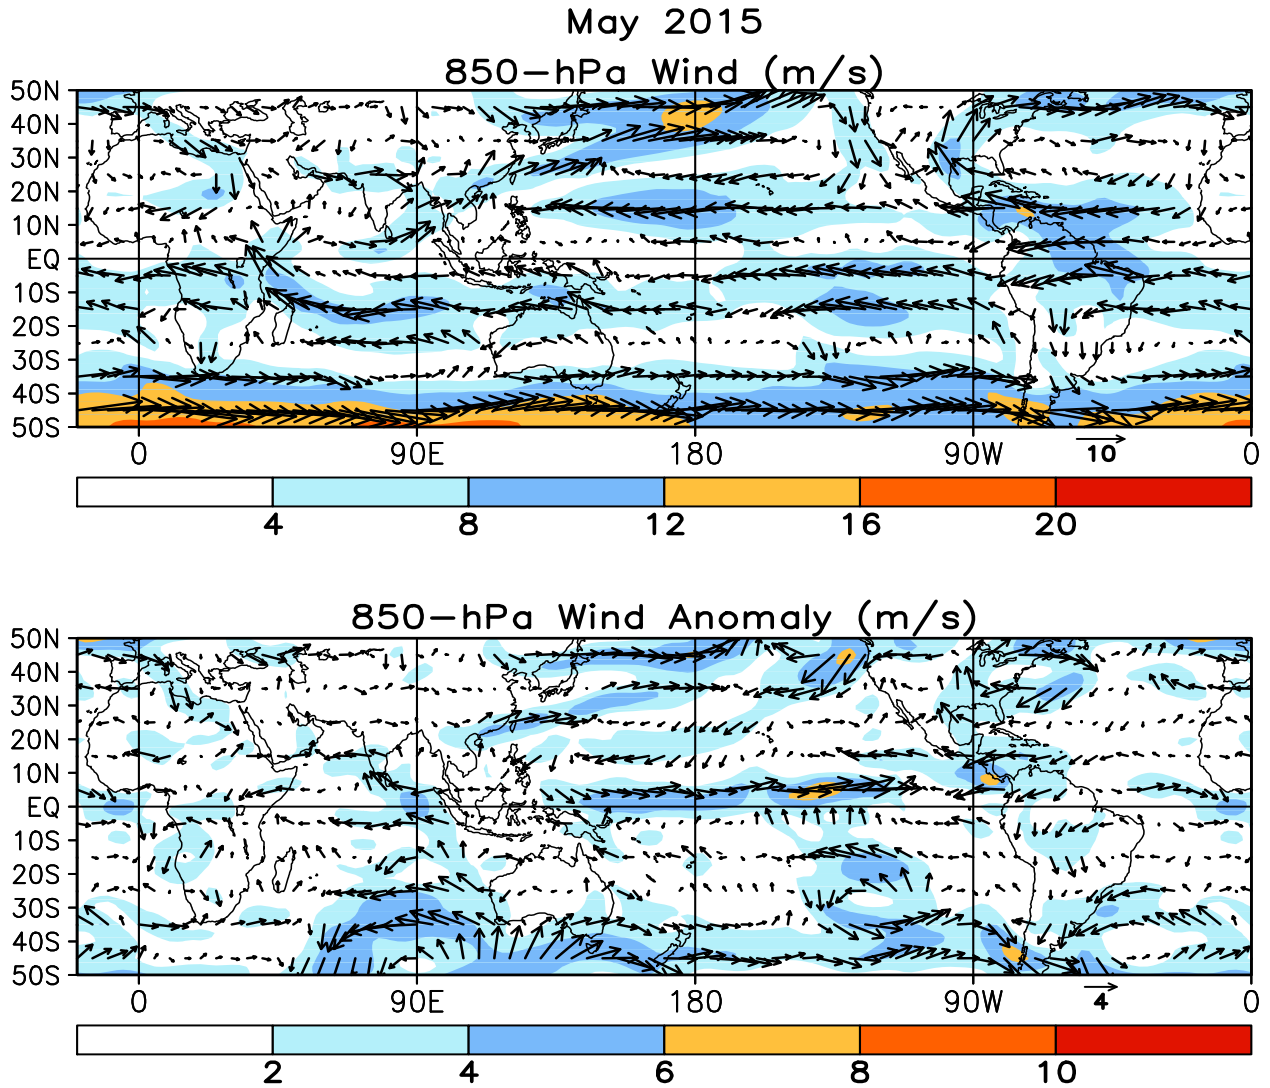 May 2015
850-hPa Wind (m/s)
50N
40N
30N
20N
10N
EQ
10S
20S
30S
40S
50S
0 90E 180 90W 0
10
4 8 12 16 20
850-hPa Wind Anomaly (m/s)
50N
40N
30N
20N
10N
EQ
10S
20S
30S
40S
50S
0 90E 180 90W 0
4
2 4 6 8 10